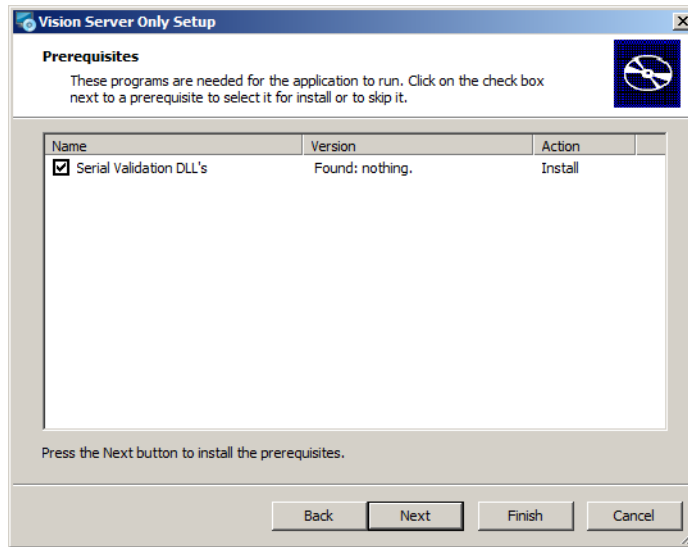 Vision Server Only Setup
Prerequisites
These programs are needed for the application to run. Click on the check box
next to a prerequisite to select it for install or to skip it.
Name Version Action
Serial Validation DLL's Found: nothing. Install
Press the Next button to install the prerequisites.
Back Next Finish Cancel